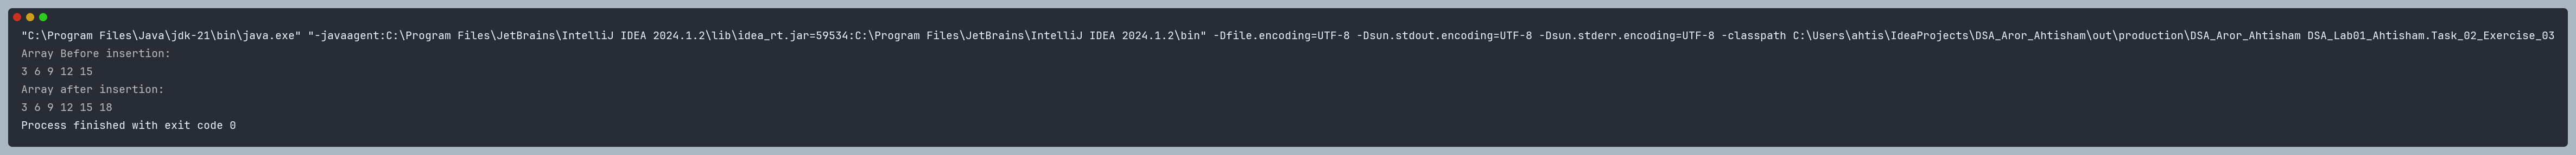 "C:\Program Files\Java\jdk-21\bin\java.exe" "-javaagent:C:\Program Files\JetBrains\IntelliJ IDEA 2024.1.2\lib\idea_rt.jar=59534:C:\Program Files\JetBrains\IntelliJ IDEA 2024.1.2\bin" -Dfile.encoding=UTF-8 -Dsun.stdout.encoding=UTF-8 -Dsun.stderr.encoding=UTF-8 -classpath C:\Users\ahtis\IdeaProjects\DSA_Aror_Ahtisham\out\production\DSA_Aror_Ahtisham DSA_Lab01_Ahtisham.Task_02_Exercise_03
Array Before insertion:
3 6 9 12 15
Array after insertion:
3 6 9 12 15 18
Process finished with exit code 0